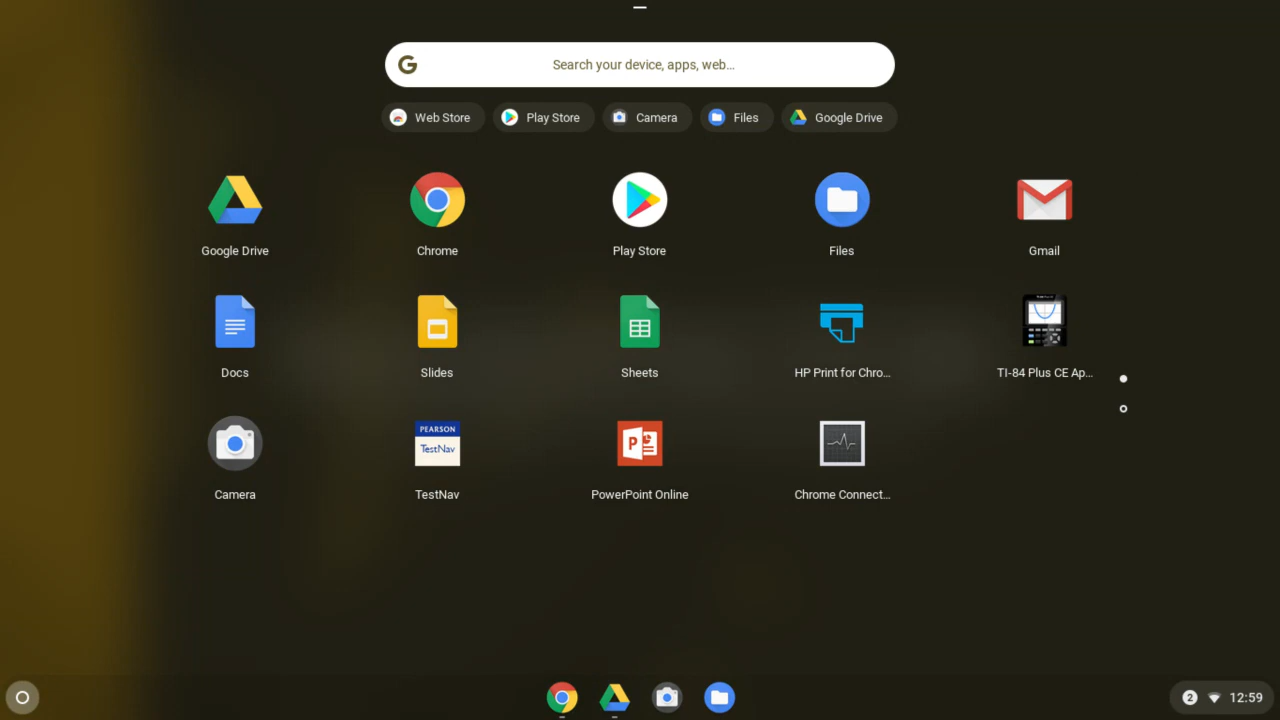 Search your device, apps, web...
Web Store Play Store Camera Files Google Drive
Google Drive Chrome Play Store Files Gmail
Docs Slides Sheets HP Print for Chro... TI-84 Plus CE Ap...
PEARSON
TestNav
P
Camera TestNav PowerPoint Online Chrome Connect...
2 12:59